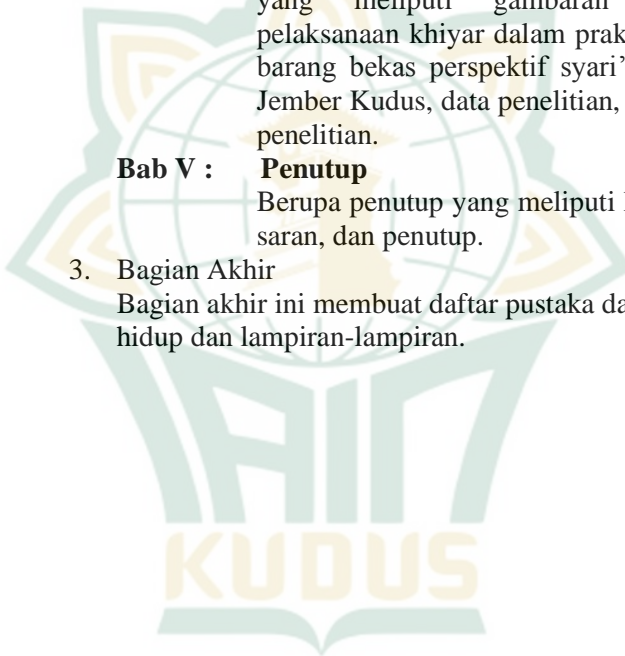 yang meliputi gambaran
pelaksanaan khiyar dalam prak
barang bekas perspektif syari’
Jember Kudus, data penelitian,
penelitian.
Bab V : Penutup
Berupa penutup yang meliputi
saran, dan penutup.
3. Bagian Akhir
Bagian akhir ini membuat daftar pustaka da
hidup dan lampiran-lampiran.
IAIN
KUDUS